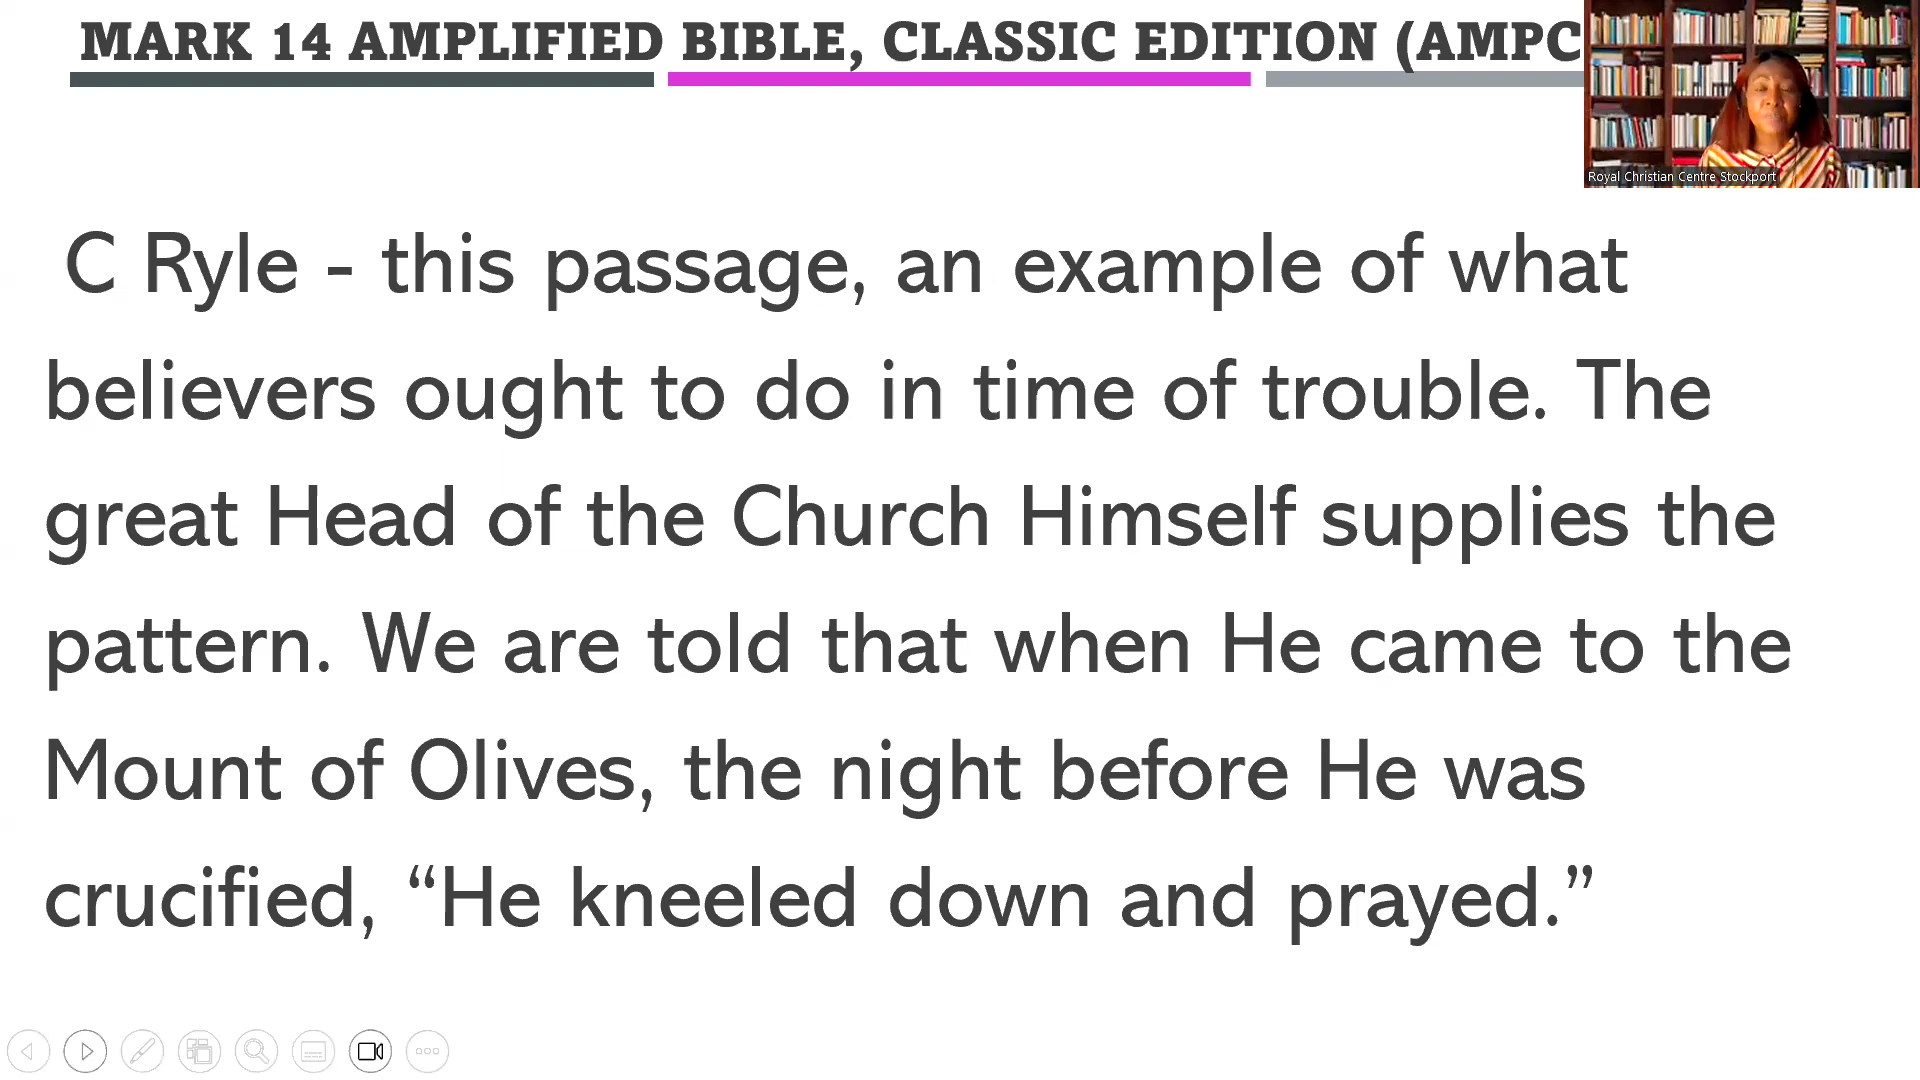 MARK 14 AMPLIFIED BIBLE, CLASSIC EDITION (AMPC
Royal Christian Centre Stockport
C Ryle - this passage, an example of what
believers ought to do in time of trouble. The
great Head of the Church Himself supplies the
pattern. We are told that when He came to the
Mount of Olives, the night before He was
crucified, “He kneeled down and prayed.”